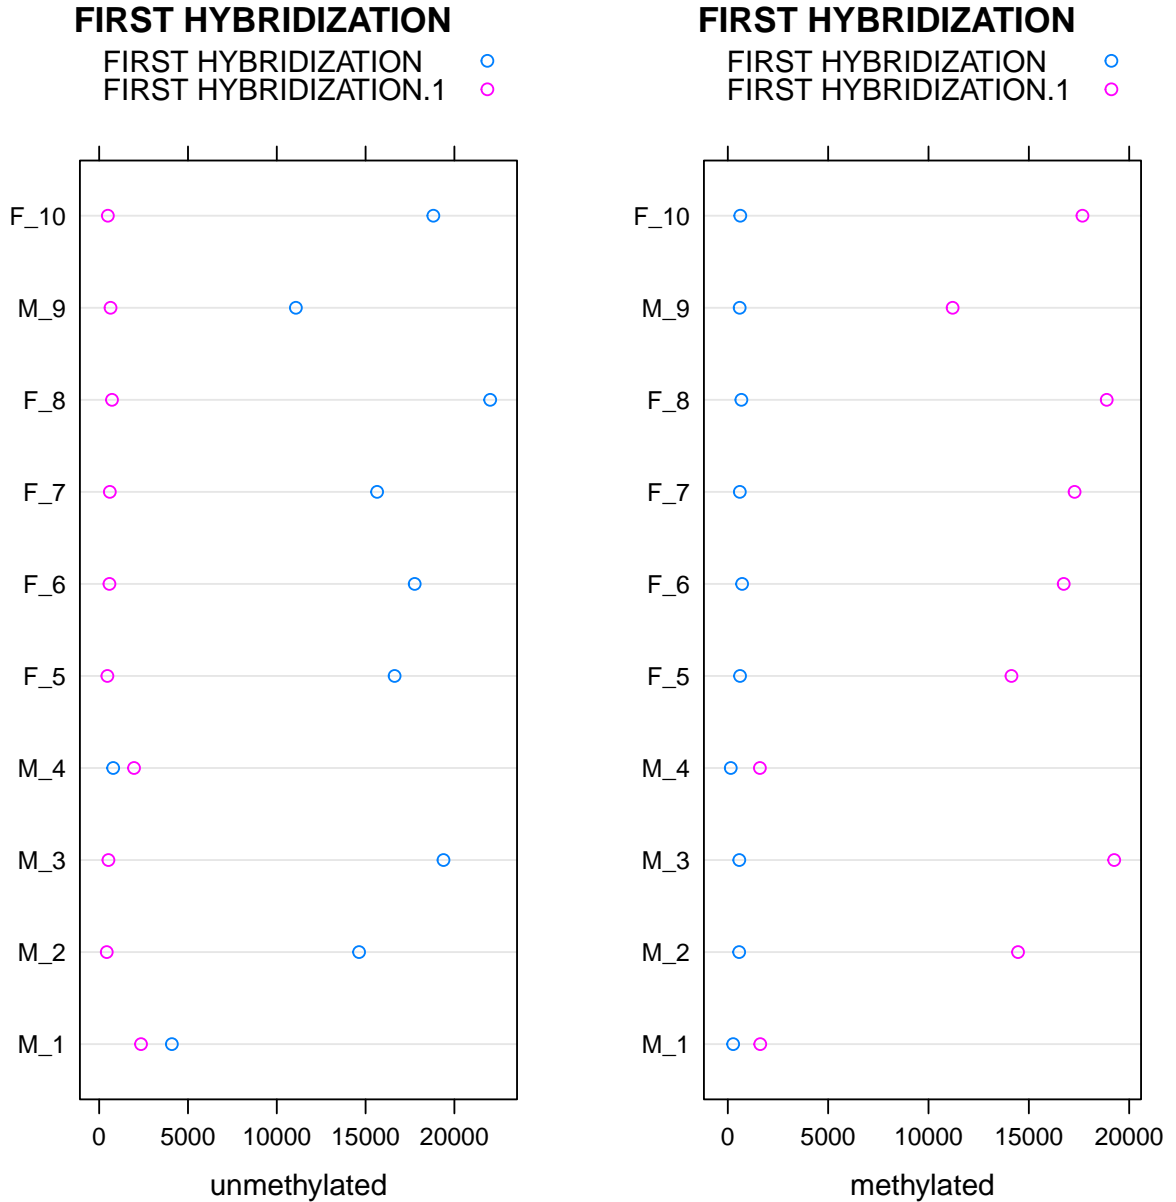 FIRST HYBRIDIZATION
FIRST HYBRIDIZATION
FIRST HYBRIDIZATION.1
F_10
M_9
F_8
F_7
F_6
F_5
M_4
M_3
M_2
M_1
0 5000 10000 15000 20000
unmethylated
FIRST HYBRIDIZATION
FIRST HYBRIDIZATION
FIRST HYBRIDIZATION.1
F_10
M_9
F_8
F_7
F_6
F_5
M_4
M_3
M_2
M_1
0 5000 10000 15000 20000
methylated